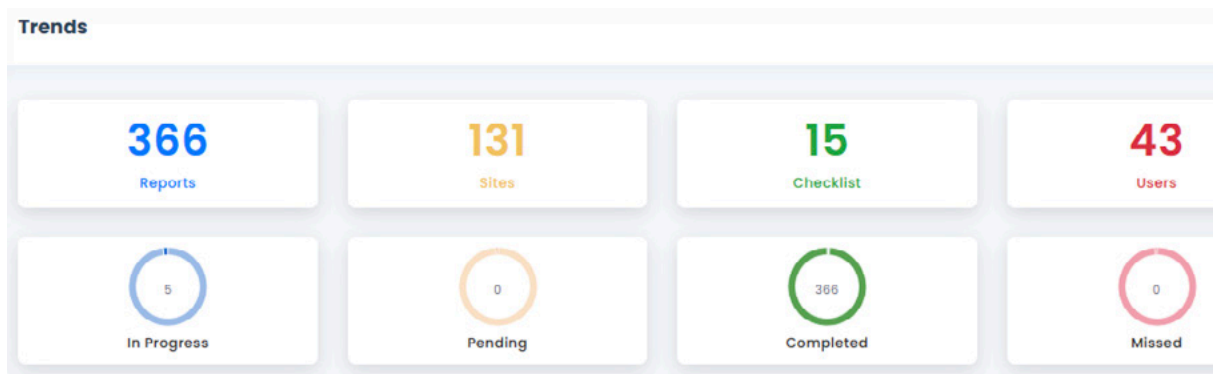 Trends
366
Reports
131
Sites
15
Checklist
43
Users
5
In Progress
0
Pending
366
Completed
0
Missed